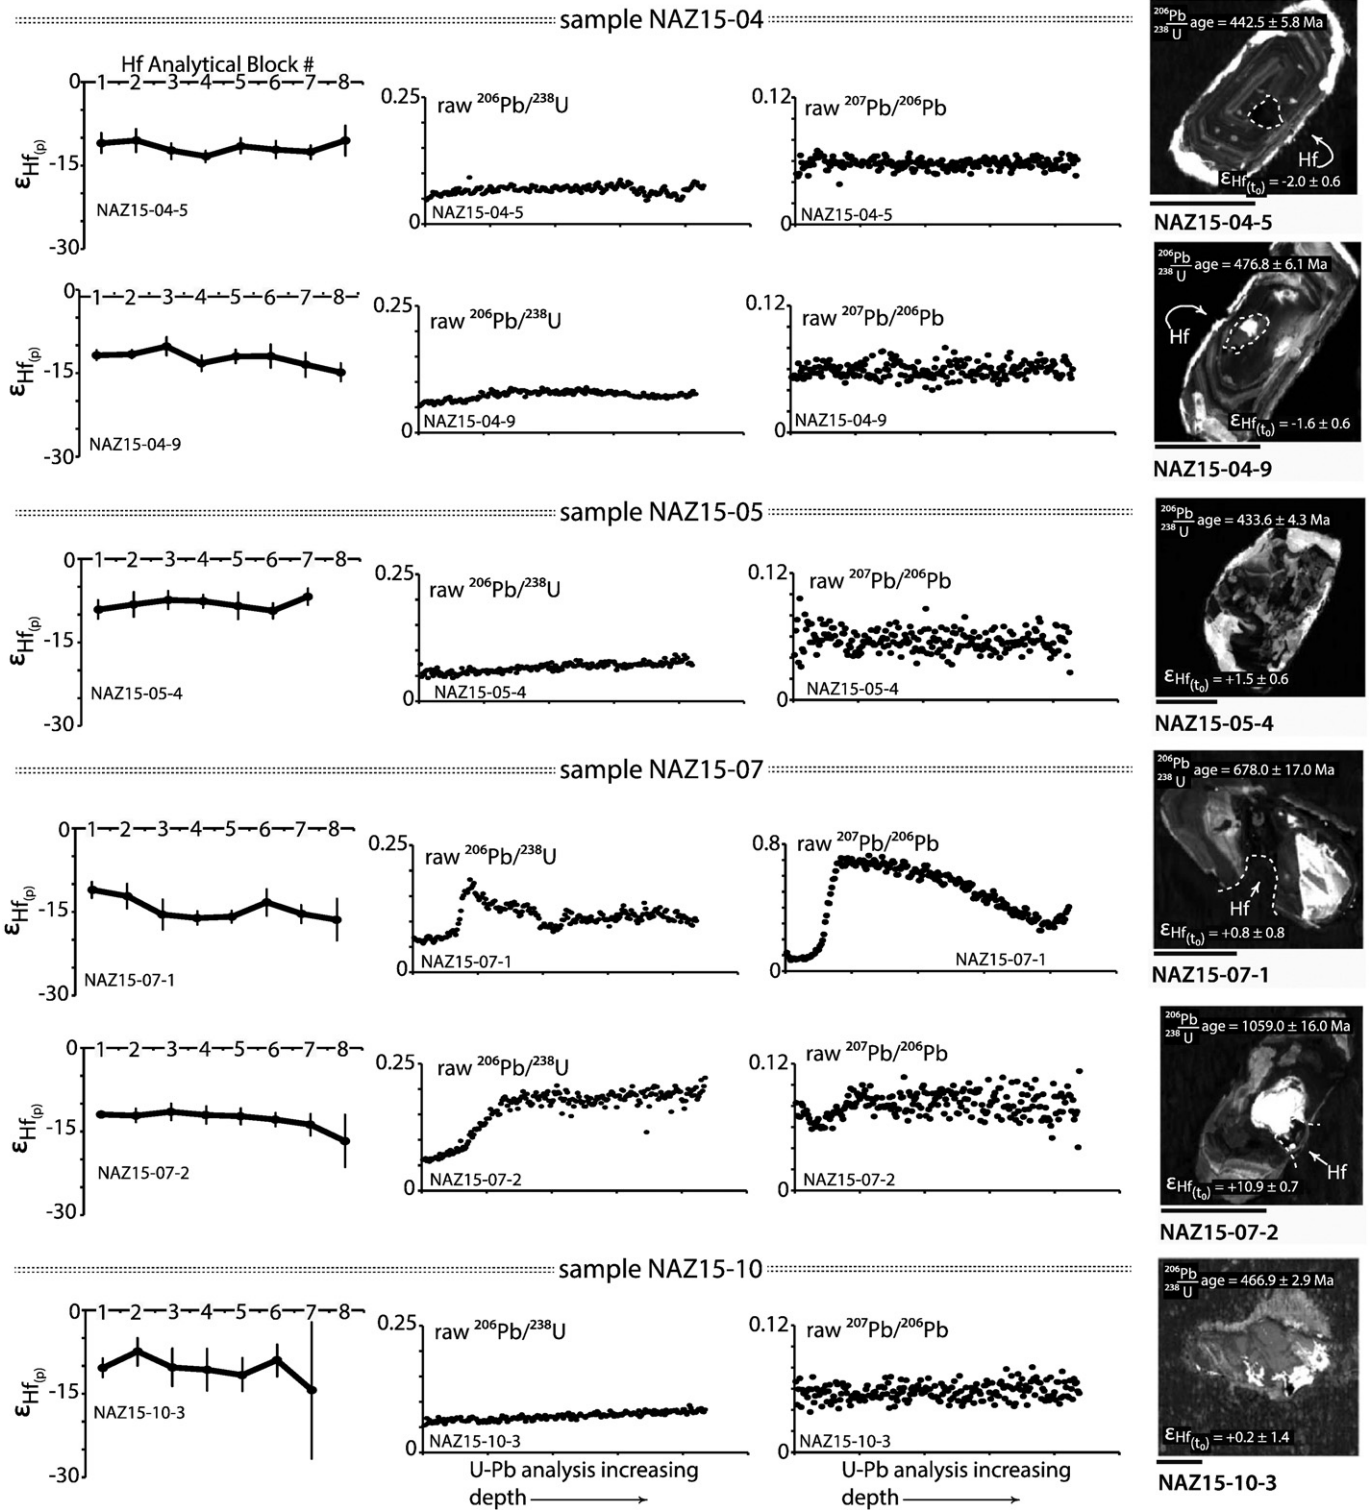 sample NAZ15-04
Hf Analytical Block #
0 1 2 3 4 5 6 7 8
εHf(p)
-15
-30
NAZ15-04-5
0.25
raw ²⁰⁶Pb/²³⁸U
0
NAZ15-04-5
0.12
raw ²⁰⁷Pb/²⁰⁶Pb
0
NAZ15-04-5
²⁰⁶Pb/²³⁸U age = 442.5 ± 5.8 Ma
Hf
εHf(t₀) = -2.0 ± 0.6
NAZ15-04-5
0 1 2 3 4 5 6 7 8
εHf(p)
-15
-30
NAZ15-04-9
0.25
raw ²⁰⁶Pb/²³⁸U
0
NAZ15-04-9
0.12
raw ²⁰⁷Pb/²⁰⁶Pb
0
NAZ15-04-9
²⁰⁶Pb/²³⁸U age = 476.8 ± 6.1 Ma
Hf
εHf(t₀) = -1.6 ± 0.6
NAZ15-04-9
sample NAZ15-05
0 1 2 3 4 5 6 7 8
εHf(p)
-15
-30
NAZ15-05-4
0.25
raw ²⁰⁶Pb/²³⁸U
0
NAZ15-05-4
0.12
raw ²⁰⁷Pb/²⁰⁶Pb
0
NAZ15-05-4
²⁰⁶Pb/²³⁸U age = 433.6 ± 4.3 Ma
εHf(t₀) = +1.5 ± 0.6
NAZ15-05-4
sample NAZ15-07
0 1 2 3 4 5 6 7 8
εHf(p)
-15
-30
NAZ15-07-1
0.25
raw ²⁰⁶Pb/²³⁸U
0
NAZ15-07-1
0.8
raw ²⁰⁷Pb/²⁰⁶Pb
0
NAZ15-07-1
²⁰⁶Pb/²³⁸U age = 678.0 ± 17.0 Ma
Hf
εHf(t₀) = +0.8 ± 0.8
NAZ15-07-1
0 1 2 3 4 5 6 7 8
εHf(p)
-15
-30
NAZ15-07-2
0.25
raw ²⁰⁶Pb/²³⁸U
0
NAZ15-07-2
0.12
raw ²⁰⁷Pb/²⁰⁶Pb
0
NAZ15-07-2
²⁰⁶Pb/²³⁸U age = 1059.0 ± 16.0 Ma
Hf
εHf(t₀) = +10.9 ± 0.7
NAZ15-07-2
sample NAZ15-10
0 1 2 3 4 5 6 7 8
εHf(p)
-15
-30
NAZ15-10-3
0.25
raw ²⁰⁶Pb/²³⁸U
0
NAZ15-10-3
U-Pb analysis increasing
depth
0.12
raw ²⁰⁷Pb/²⁰⁶Pb
0
NAZ15-10-3
U-Pb analysis increasing
depth
²⁰⁶Pb/²³⁸U age = 466.9 ± 2.9 Ma
εHf(t₀) = +0.2 ± 1.4
NAZ15-10-3